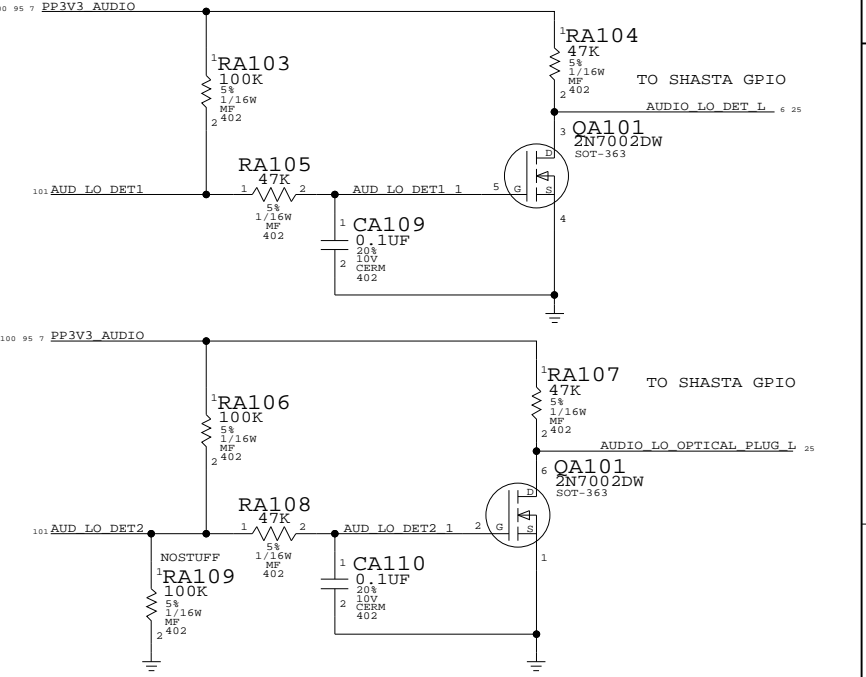 00 95 7 PP3V3_AUDIO
1 RA104
47K
5%
1/16W
MF
2 402
1 RA103
100K
5%
1/16W
MF
402
2
TO SHASTA GPIO
AUDIO_LO_DET_L 6 25
3 QA101
2N7002DW
SOT-363
D
RA105
47K
101 AUD_LO_DET1 1 2 AUD_LO_DET1_1 5 G S
5%
1/16W
MF
402
4
1 CA109
0.1UF
20%
10V
2 CERM
402
100 95 7 PP3V3_AUDIO
1 RA107
47K
5%
1/16W
MF
2 402
TO SHASTA GPIO
1 RA106
100K
5%
1/16W
MF
2 402
AUDIO_LO_OPTICAL_PLUG_L 25
6 QA101
2N7002DW
SOT-363
D
RA108
47K
101 AUD_LO_DET2 1 2 AUD_LO_DET2_1 2 G S
5%
1/16W
MF
402
1
NOSTUFF
1 RA109
100K
5%
1/16W
MF
2 402
1 CA110
0.1UF
20%
10V
2 CERM
402